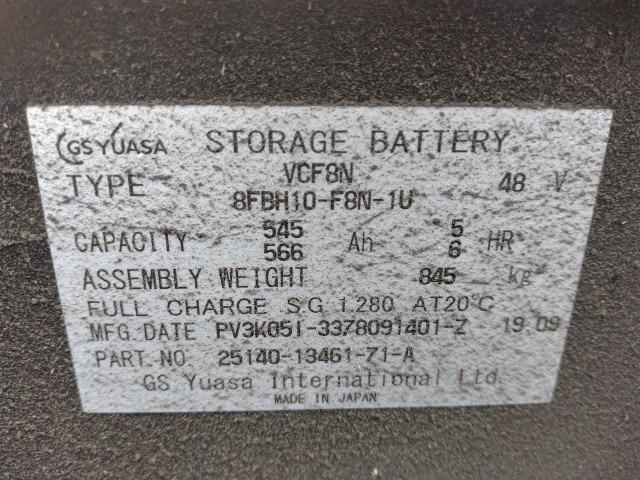 GS YUASA STORAGE BATTERY
TYPE VCF8N 48 V
8FBH10-F8N-1U
CAPACITY 545 Ah 5 HR
566 6
ASSEMBLY WEIGHT 845 kg
FULL CHARGE S.G 1.280 AT20℃
MFG.DATE PV3K051-3378091401-Z 19.09
PART.NO 25140-13461-71-A
GS Yuasa International Ltd.
MADE IN JAPAN